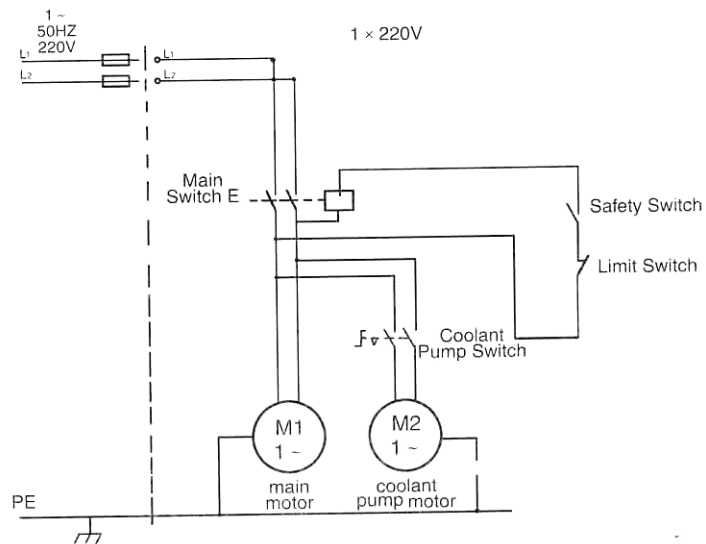 1 ~
50HZ
220V
1 × 220V
L1
L1
L2
L2
Main
Switch E
Safety Switch
Limit Switch
Coolant
Pump Switch
M1
1 ~
M2
1 ~
main
motor
coolant
pump motor
PE